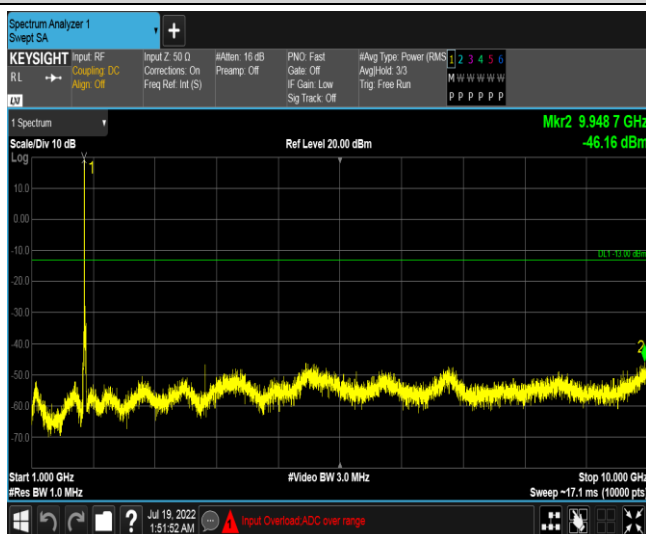 Spectrum Analyzer 1
Swept SA
+
KEYSIGHT
RL
LXI
Input: RF
Coupling: DC
Align: Off
Input Z: 50 Ω
Corrections: On
Freq Ref: Int (S)
#Atten: 16 dB
Preamp: Off
PNO: Fast
Gate: Off
IF Gain: Low
Sig Track: Off
#Avg Type: Power (RMS
Avg|Hold: 3/3
Trig: Free Run
1 2 3 4 5 6
M W W W W W
P P P P P P
1 Spectrum
Mkr2 9.948 7 GHz
Scale/Div 10 dB
Ref Level 20.00 dBm
-46.16 dBm
Log
1
10.0
0.00
-10.0
DL1 -13.00 dBm
-20.0
-30.0
-40.0
2
-50.0
-60.0
-70.0
Start 1.000 GHz
#Video BW 3.0 MHz
Stop 10.000 GHz
#Res BW 1.0 MHz
Sweep ~17.1 ms (10000 pts)
?
Jul 19, 2022
1:51:52 AM
Input Overload;ADC over range